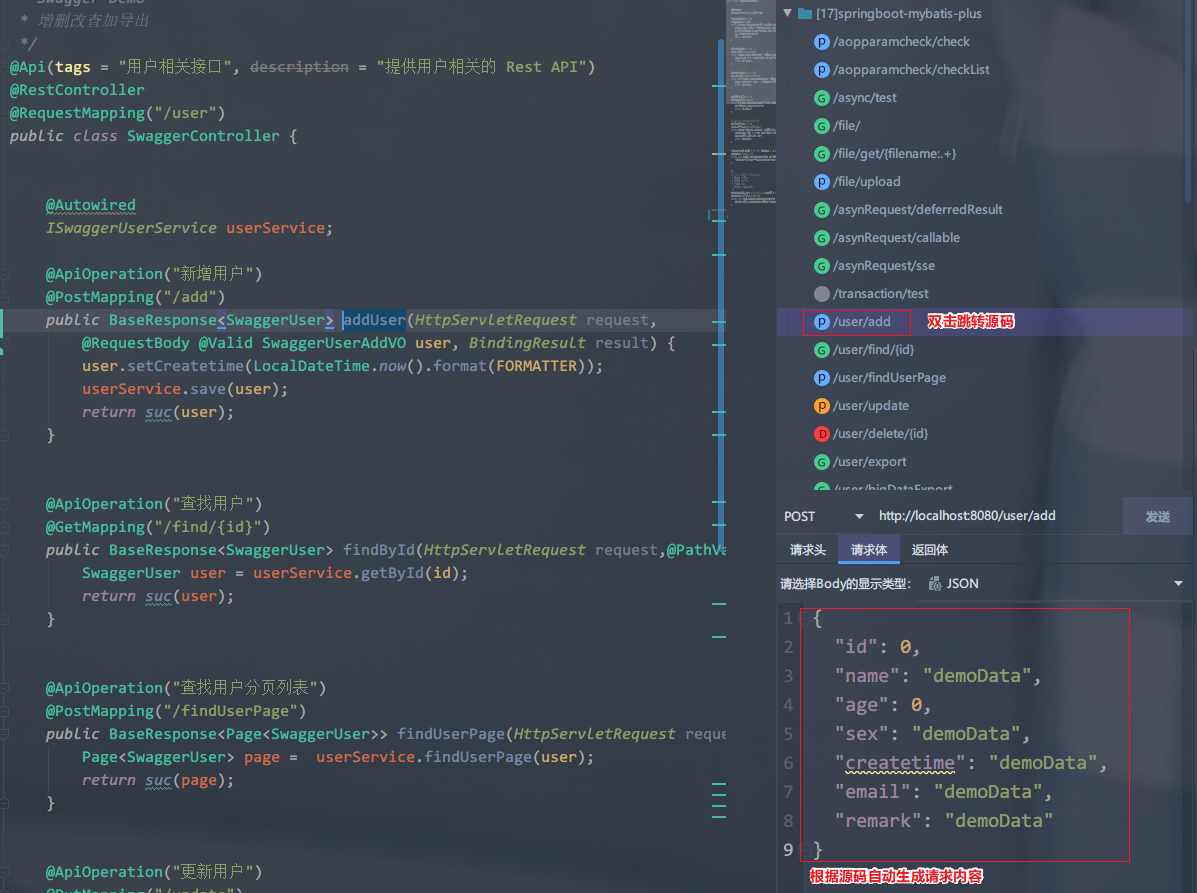 Swagger Demo
* 增删改查加导出
*/
@Api(tags = "用户相关接口", description = "提供用户相关的 Rest API")
@RestController
@RequestMapping("/user")
public class SwaggerController {
@Autowired
ISwaggerUserService userService;
@ApiOperation("新增用户")
@PostMapping("/add")
public BaseResponse<SwaggerUser> addUser(HttpServletRequest request,
@RequestBody @Valid SwaggerUserAddVO user, BindingResult result) {
user.setCreatetime(LocalDateTime.now().format(FORMATTER));
userService.save(user);
return suc(user);
}
@ApiOperation("查找用户")
@GetMapping("/find/{id}")
public BaseResponse<SwaggerUser> findById(HttpServletRequest request,@PathVa
SwaggerUser user = userService.getById(id);
return suc(user);
}
@ApiOperation("查找用户分页列表")
@PostMapping("/findUserPage")
public BaseResponse<Page<SwaggerUser>> findUserPage(HttpServletRequest reque
Page<SwaggerUser> page =  userService.findUserPage(user);
return suc(page);
}
@ApiOperation("更新用户")
@PutMapping("/update")
[17]springboot-mybatis-plus
P /aopparamcheck/check
P /aopparamcheck/checkList
G /async/test
G /file/
G /file/get/{filename:.+}
P /file/upload
G /asynRequest/deferredResult
G /asynRequest/callable
G /asynRequest/sse
/transaction/test
P /user/add 双击跳转源码
G /user/find/{id}
P /user/findUserPage
P /user/update
D /user/delete/{id}
G /user/export
G /user/bigDataExport
POST http://localhost:8080/user/add 发送
请求头 请求体 返回体
请选择Body的显示类型: JSON
1 {
2 "id": 0,
3 "name": "demoData",
4 "age": 0,
5 "sex": "demoData",
6 "createtime": "demoData",
7 "email": "demoData",
8 "remark": "demoData"
9 }
根据源码自动生成请求内容